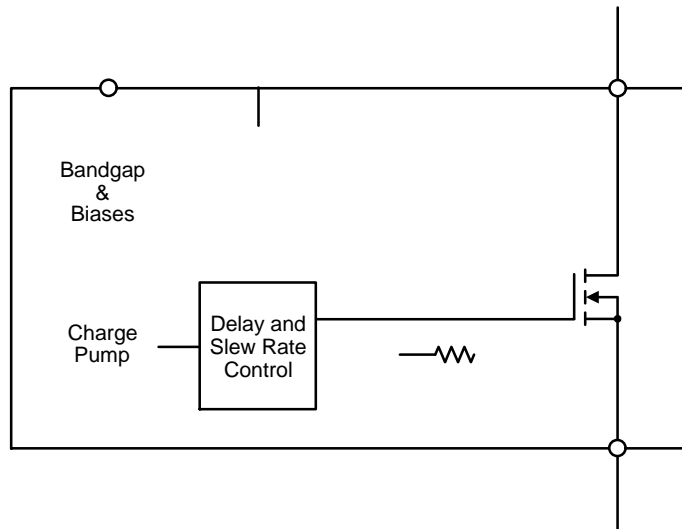 Bandgap
&
Biases
Charge
Pump
Delay and
Slew Rate
Control